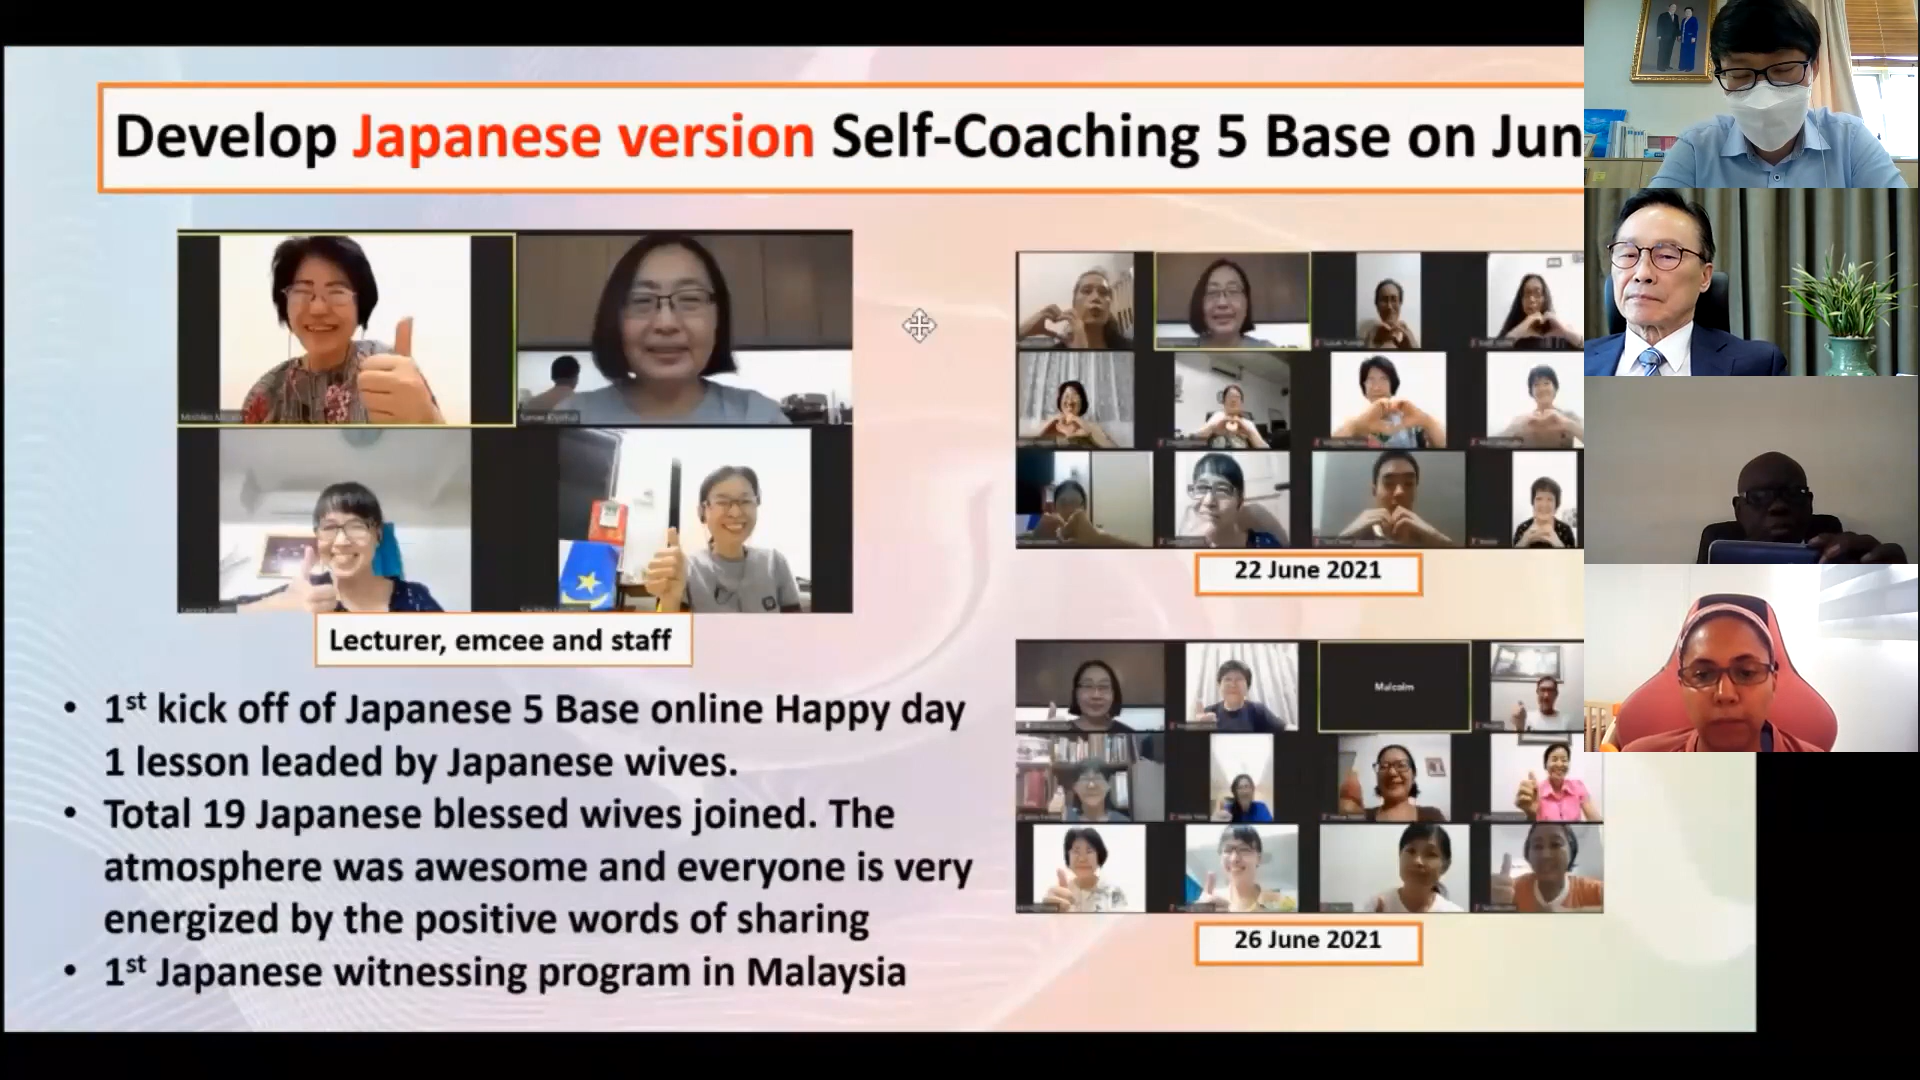 Develop Japanese version Self-Coaching 5 Base on Jun
Malcolm
22 June 2021
Lecturer, emcee and staff
1st kick off of Japanese 5 Base online Happy day
1 lesson leaded by Japanese wives.
Total 19 Japanese blessed wives joined. The
atmosphere was awesome and everyone is very
energized by the positive words of sharing
1st Japanese witnessing program in Malaysia
26 June 2021